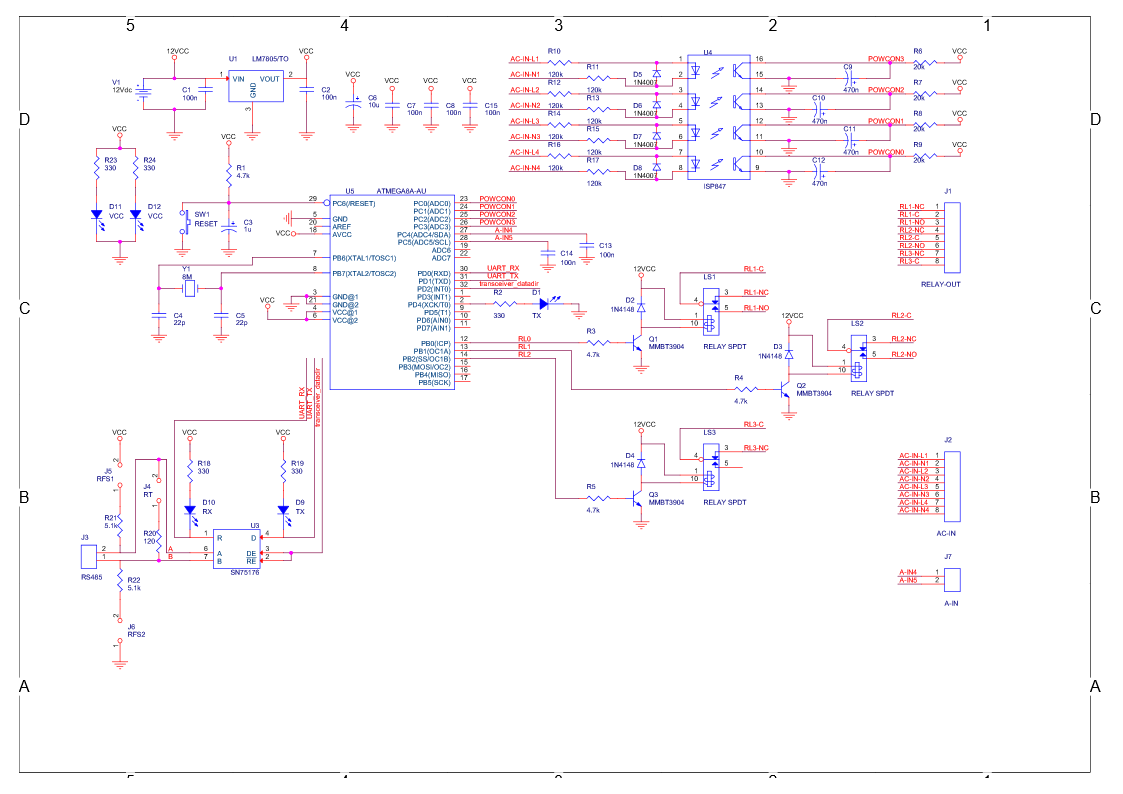 5 4 3 2 1
D
D
C
C
B
B
A
A
12VCC
V1
12Vdc
C1
100n
U1 LM7805/TO
1 VIN VOUT 2
GND
3
VCC
C2
100n
VCC
C6
10u
VCC
C7
100n
VCC
C8
100n
VCC
C15
100n
AC-IN-L1
R10
120k
AC-IN-N1
R11
120k
D5
1N4007
AC-IN-L2
R12
120k
AC-IN-N2
R13
120k
D6
1N4007
AC-IN-L3
R14
120k
AC-IN-N3
R15
120k
D7
1N4007
AC-IN-L4
R16
120k
AC-IN-N4
R17
120k
D8
1N4007
U4
1 16
2 15
3 14
4 13
5 12
6 11
7 10
8 9
ISP847
C9
470n
POWCON3
R6
20k
VCC
C10
470n
POWCON2
R7
20k
VCC
C11
470n
POWCON1
R8
20k
VCC
C12
470n
POWCON0
R9
20k
VCC
VCC
R23
330
R24
330
D11
VCC
D12
VCC
VCC
R1
4.7k
SW1
RESET
C3
1u
U5 ATMEGA8A-AU
29 PC6(/RESET)
5 GND
20 AREF
VCC 18 AVCC
7 PB6(XTAL1/TOSC1)
8 PB7(XTAL2/TOSC2)
3 GND@1
21 GND@2
4 VCC@1
6 VCC@2
PC0(ADC0) 23 POWCON0
PC1(ADC1) 24 POWCON1
PC2(ADC2) 25 POWCON2
PC3(ADC3) 26 POWCON3
PC4(ADC4/SDA) 27 A-IN4
PC5(ADC5/SCL) 28 A-IN5
ADC6 19
ADC7 22
PD0(RXD) 30 UART_RX
PD1(TXD) 31 UART_TX
PD2(INT0) 32 transceiver_datadir
PD3(INT1) 1
PD4(XCK/T0) 2
PD5(T1) 9
PD6(AIN0) 10
PD7(AIN1) 11
PB0(ICP) 12 RL0
PB1(OC1A) 13 RL1
PB2(SS/OC1B) 14 RL2
PB3(MOSI/OC2) 15
PB4(MISO) 16
PB5(SCK) 17
Y1
8M
C4
22p
C5
22p
VCC
C14
100n
C13
100n
R2
330
D1
TX
12VCC
D2
1N4148
R3
4.7k
Q1
MMBT3904
LS1
RL1-C
4
3 RL1-NC
5 RL1-NO
1
10
RELAY SPDT
12VCC
D3
1N4148
R4
4.7k
Q2
MMBT3904
LS2
RL2-C
4
3 RL2-NC
5 RL2-NO
1
10
RELAY SPDT
12VCC
D4
1N4148
R5
4.7k
Q3
MMBT3904
LS3
RL3-C
4
3 RL3-NC
5
1
10
RELAY SPDT
J1
RL1-NC 1
RL1-C 2
RL1-NO 3
RL2-NC 4
RL2-C 5
RL2-NO 6
RL3-NC 7
RL3-C 8
RELAY-OUT
J2
AC-IN-L1 1
AC-IN-N1 2
AC-IN-L2 3
AC-IN-N2 4
AC-IN-L3 5
AC-IN-N3 6
AC-IN-L4 7
AC-IN-N4 8
AC-IN
J7
A-IN4 1
A-IN5 2
A-IN
UART_RX
UART_TX
transceiver_datadir
VCC
J5
RFS1
2
1
R21
5.1k
J4
RT
2
1
R20
120
VCC
R18
330
D10
RX
VCC
R19
330
D9
TX
U3
1 R D 4
A 6 A DE 3
B 7 B RE 2
SN75176
J3
2
1
RS485
R22
5.1k
2
J6
RFS2
1
5 4 3 2 1